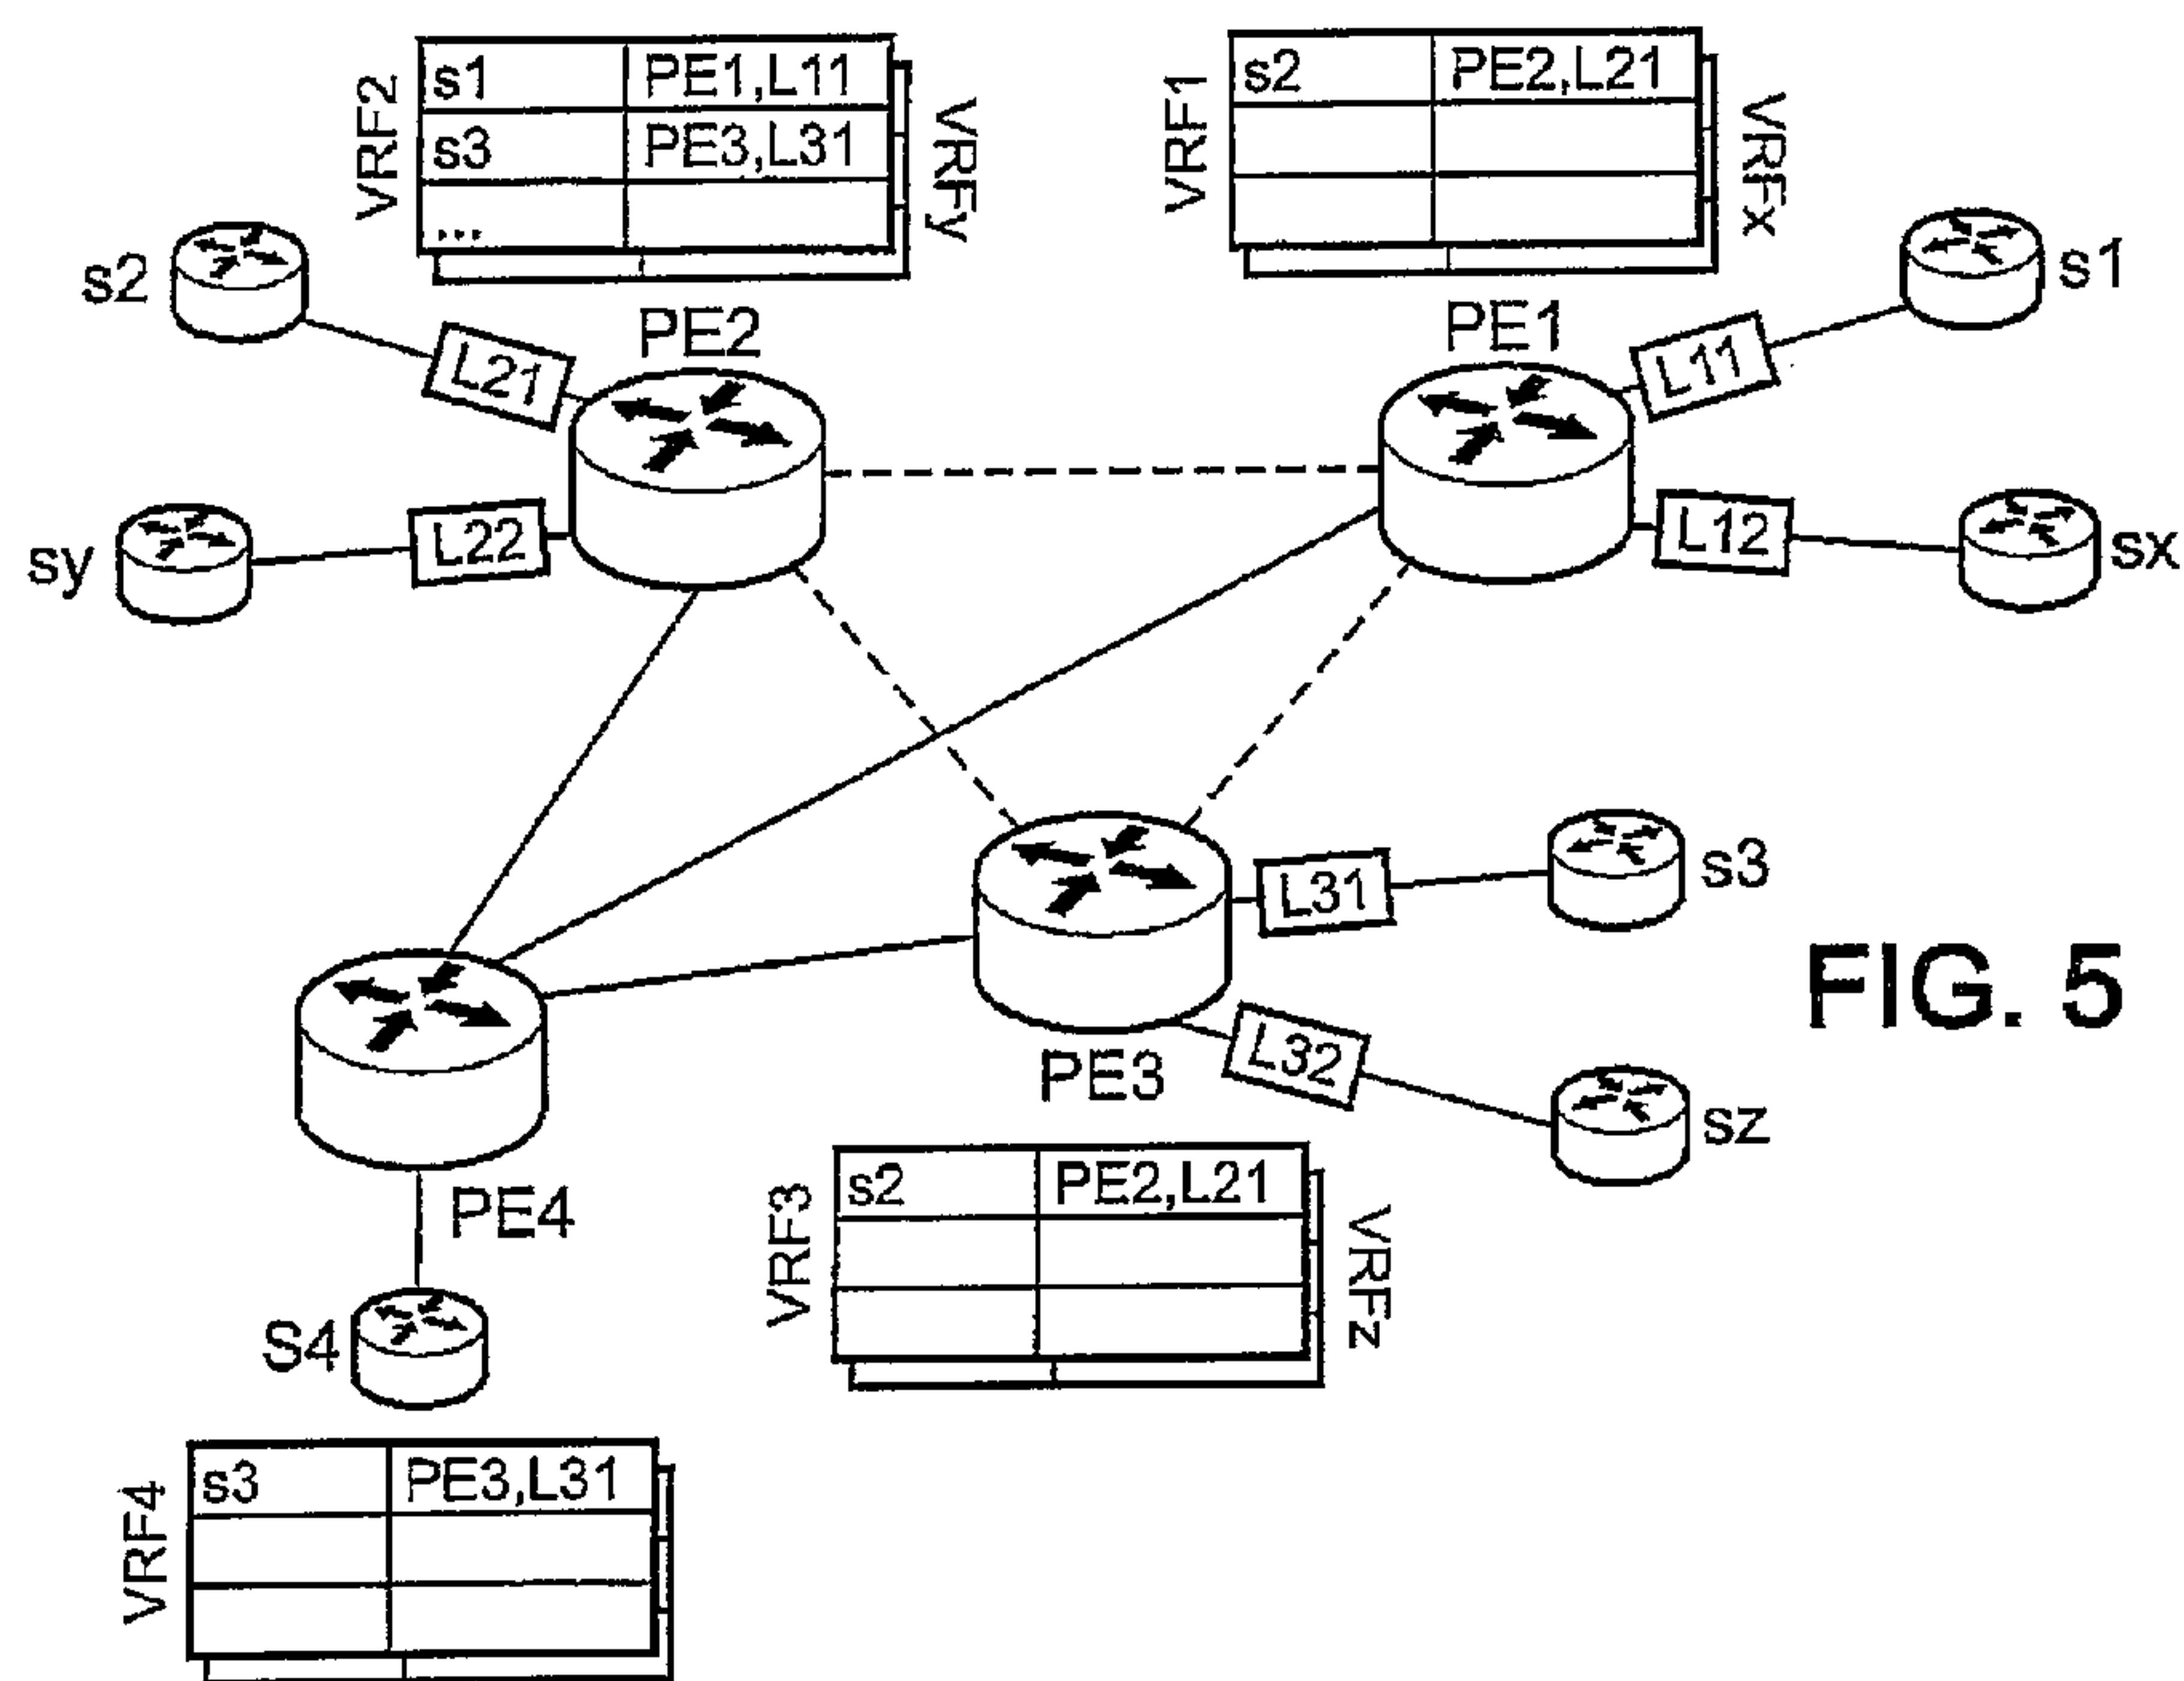 VRF2
s1 PE1,L11
s3 PE3,L31
...
VRFy
VRF1
s2 PE2,L21
VRFx
s2
L21
PE2
PE1
L11
s1
sy
L22
L12
sx
L31
s3
FIG. 5
PE3
L32
sz
PE4
VRF3
s2 PE2,L21
VRFz
S4
VRF4
s3 PE3,L31